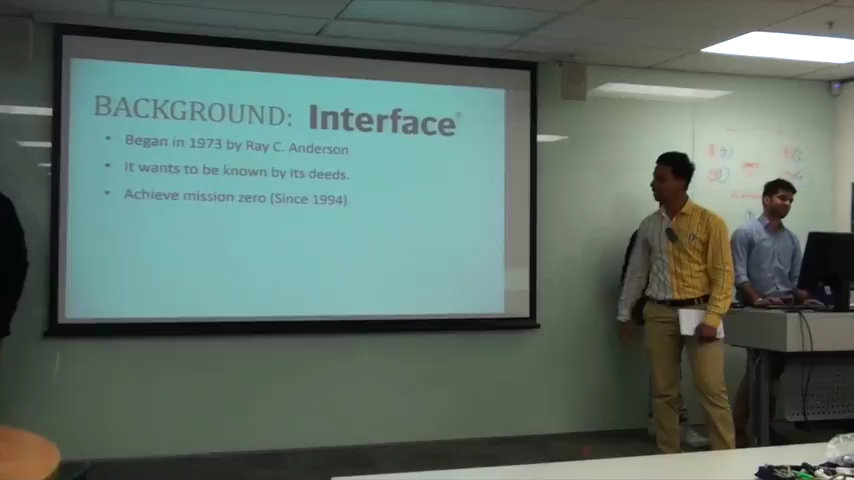 BACKGROUND: Interface®
• Began in 1973 by Ray C. Anderson
• It wants to be known by its deeds.
• Achieve mission zero (Since 1994)